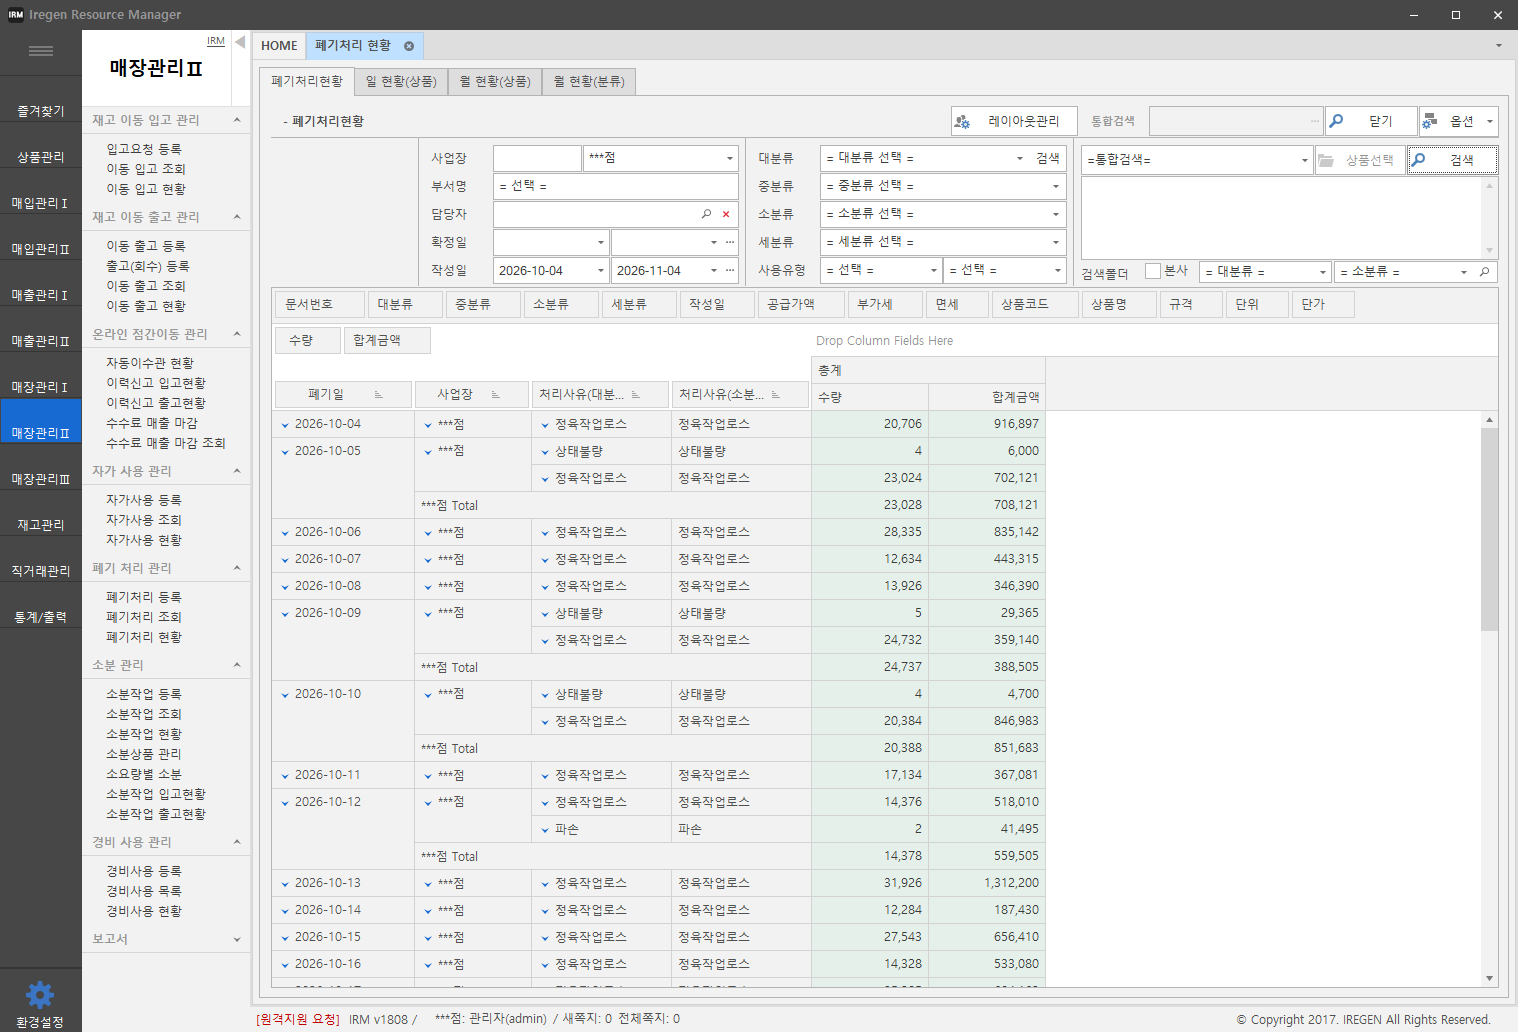 IRM Iregen Resource Manager
즐겨찾기
상품관리
매입관리 I
매입관리 II
매출관리 I
매출관리 II
매장관리 I
매장관리 II
매장관리 III
재고관리
직거래관리
통계/출력
환경설정
IRM
매장관리 II
재고 이동 입고 관리
입고요청 등록
이동 입고 조회
이동 입고 현황
재고 이동 출고 관리
이동 출고 등록
출고(회수) 등록
이동 출고 조회
이동 출고 현황
온라인 점간이동 관리
자동이수관 현황
이력신고 입고현황
이력신고 출고현황
수수료 매출 마감
수수료 매출 마감 조회
자가 사용 관리
자가사용 등록
자가사용 조회
자가사용 현황
폐기 처리 관리
폐기처리 등록
폐기처리 조회
폐기처리 현황
소분 관리
소분작업 등록
소분작업 조회
소분작업 현황
소분상품 관리
소요량별 소분
소분작업 입고현황
소분작업 출고현황
경비 사용 관리
경비사용 등록
경비사용 목록
경비사용 현황
보고서
HOME 폐기처리 현황
폐기처리현황 일 현황(상품) 월 현황(상품) 월 현황(분류)
- 폐기처리현황 레이아웃관리 통합검색 ... 닫기 옵션
사업장 ***점 대분류 = 대분류 선택 = 검색 =통합검색= 상품선택 검색
부서명 = 선택 = 중분류 = 중분류 선택 =
담당자 소분류 = 소분류 선택 =
확정일 ... 세분류 = 세분류 선택 =
작성일 2026-10-04 2026-11-04 ... 사용유형 = 선택 = = 선택 = 검색폴더 본사 = 대분류 = = 소분류 =
문서번호 대분류 중분류 소분류 세분류 작성일 공급가액 부가세 면세 상품코드 상품명 규격 단위 단가
수량 합계금액 Drop Column Fields Here
총계
폐기일 사업장 처리사유(대분... 처리사유(소분... 수량 합계금액
2026-10-04 ***점 정육작업로스 정육작업로스 20,706 916,897
2026-10-05 ***점 상태불량 상태불량 4 6,000
정육작업로스 정육작업로스 23,024 702,121
***점 Total 23,028 708,121
2026-10-06 ***점 정육작업로스 정육작업로스 28,335 835,142
2026-10-07 ***점 정육작업로스 정육작업로스 12,634 443,315
2026-10-08 ***점 정육작업로스 정육작업로스 13,926 346,390
2026-10-09 ***점 상태불량 상태불량 5 29,365
정육작업로스 정육작업로스 24,732 359,140
***점 Total 24,737 388,505
2026-10-10 ***점 상태불량 상태불량 4 4,700
정육작업로스 정육작업로스 20,384 846,983
***점 Total 20,388 851,683
2026-10-11 ***점 정육작업로스 정육작업로스 17,134 367,081
2026-10-12 ***점 정육작업로스 정육작업로스 14,376 518,010
파손 파손 2 41,495
***점 Total 14,378 559,505
2026-10-13 ***점 정육작업로스 정육작업로스 31,926 1,312,200
2026-10-14 ***점 정육작업로스 정육작업로스 12,284 187,430
2026-10-15 ***점 정육작업로스 정육작업로스 27,543 656,410
2026-10-16 ***점 정육작업로스 정육작업로스 14,328 533,080
[원격지원 요청] IRM v1808 / ***점: 관리자(admin) / 새쪽지: 0 전체쪽지: 0 © Copyright 2017. IREGEN All Rights Reserved.